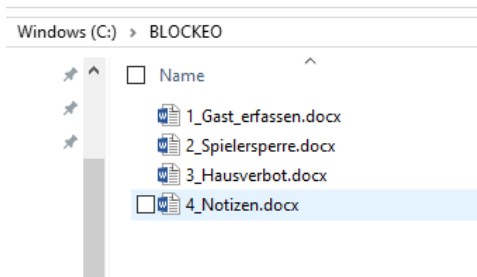 Windows (C:) > BLOCKEO
Name
1_Gast_erfassen.docx
2_Spielersperre.docx
3_Hausverbot.docx
4_Notizen.docx